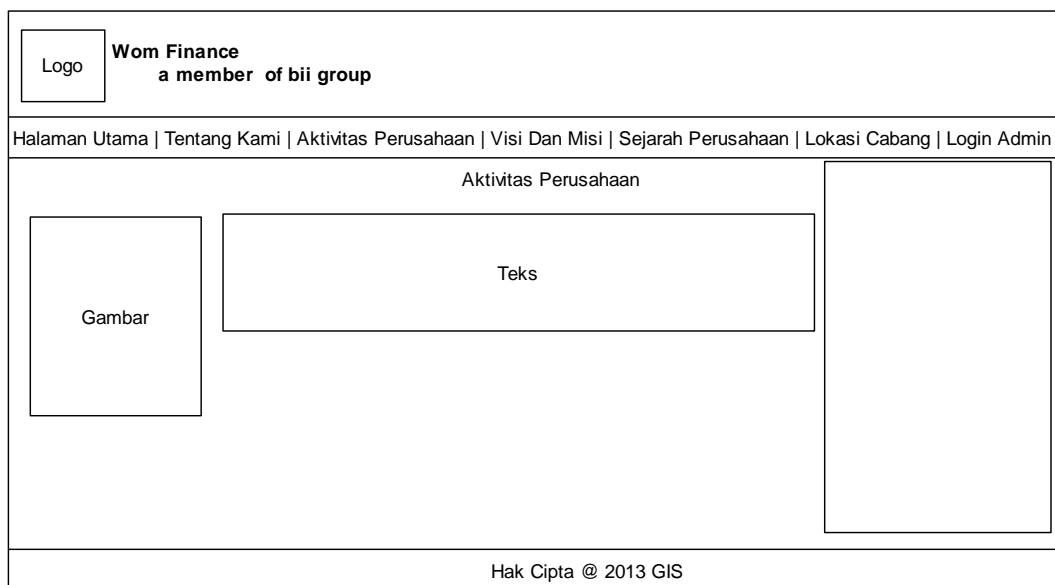 Logo
Wom Finance
a member of bii group
Halaman Utama | Tentang Kami | Aktivitas Perusahaan | Visi Dan Misi | Sejarah Perusahaan | Lokasi Cabang | Login Admin
Aktivitas Perusahaan
Gambar
Teks
Hak Cipta @ 2013 GIS